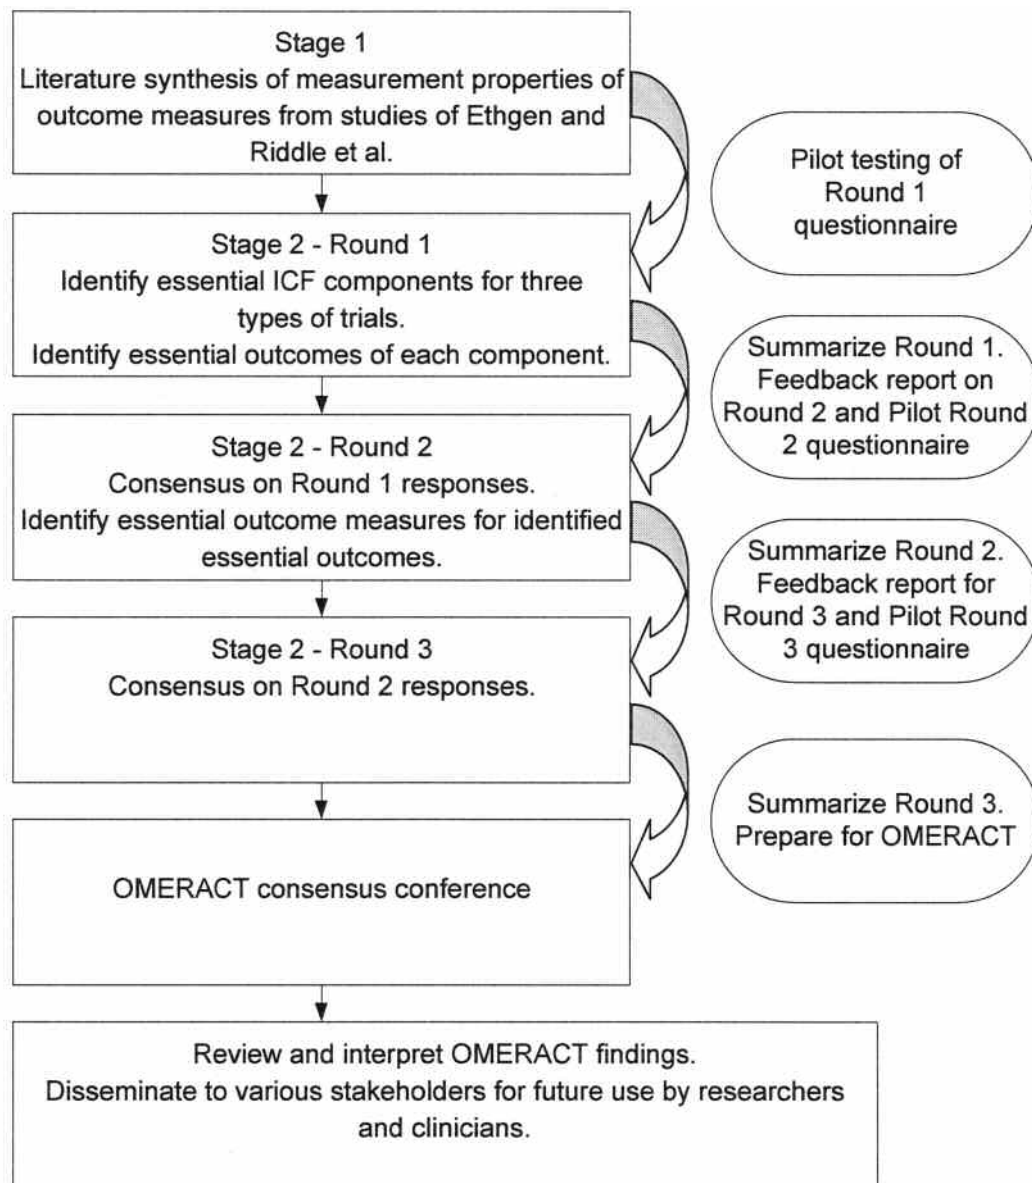 Stage 1
Literature synthesis of measurement properties of
outcome measures from studies of Ethgen and
Riddle et al.
Pilot testing of
Round 1
questionnaire
Stage 2 - Round 1
Identify essential ICF components for three
types of trials.
Identify essential outcomes of each component.
Summarize Round 1.
Feedback report on
Round 2 and Pilot Round
2 questionnaire
Stage 2 - Round 2
Consensus on Round 1 responses.
Identify essential outcome measures for identified
essential outcomes.
Summarize Round 2.
Feedback report for
Round 3 and Pilot Round
3 questionnaire
Stage 2 - Round 3
Consensus on Round 2 responses.
Summarize Round 3.
Prepare for OMERACT
OMERACT consensus conference
Review and interpret OMERACT findings.
Disseminate to various stakeholders for future use by researchers
and clinicians.